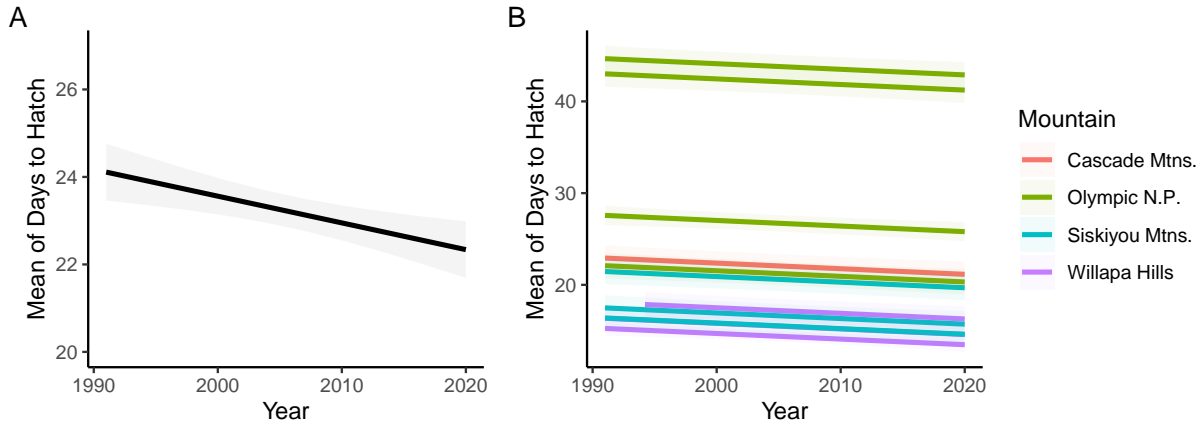 A
Mean of Days to Hatch
26
24
22
20
1990
2000
2010
2020
Year
B
Mean of Days to Hatch
40
30
20
1990
2000
2010
2020
Year
Mountain
Cascade Mtns.
Olympic N.P.
Siskiyou Mtns.
Willapa Hills